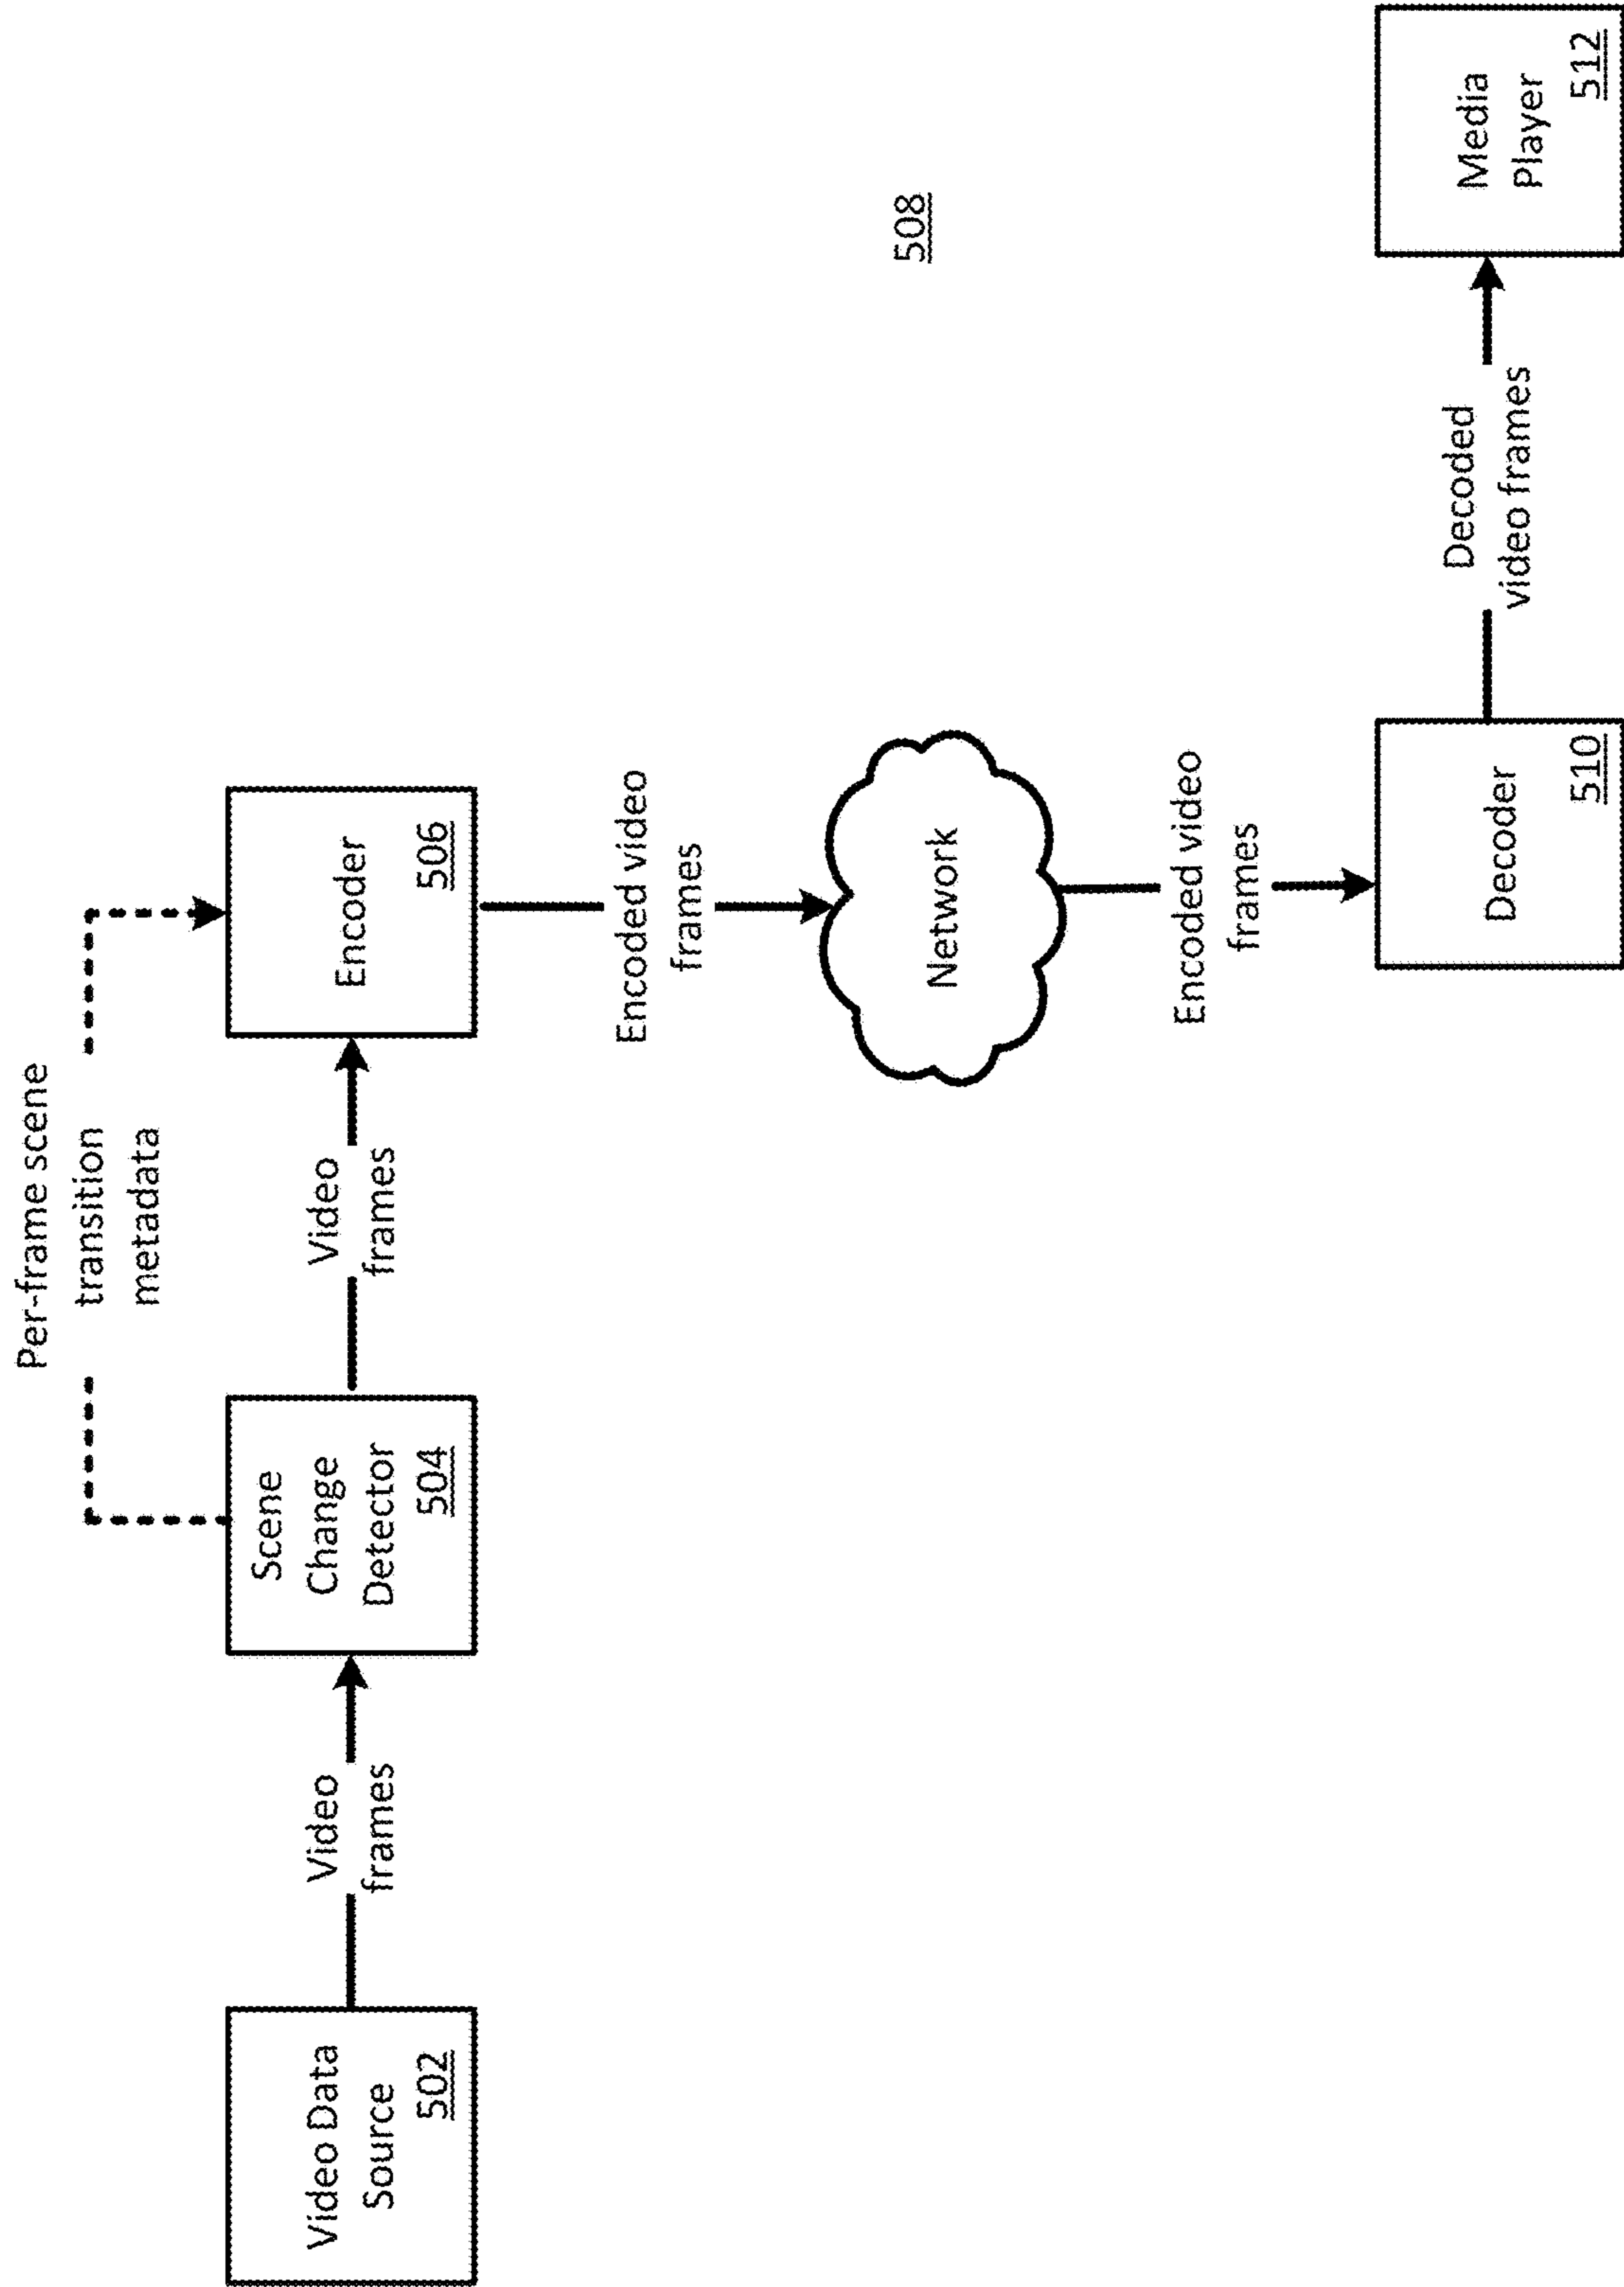 Per-frame scene
transition
metadata
Video Data
Source
502
Video
frames
Scene
Change
Detector
504
Video
frames
Encoder
506
Encoded video
frames
Network
508
Encoded video
frames
Decoder
510
Decoded
video frames
Media
Player
512